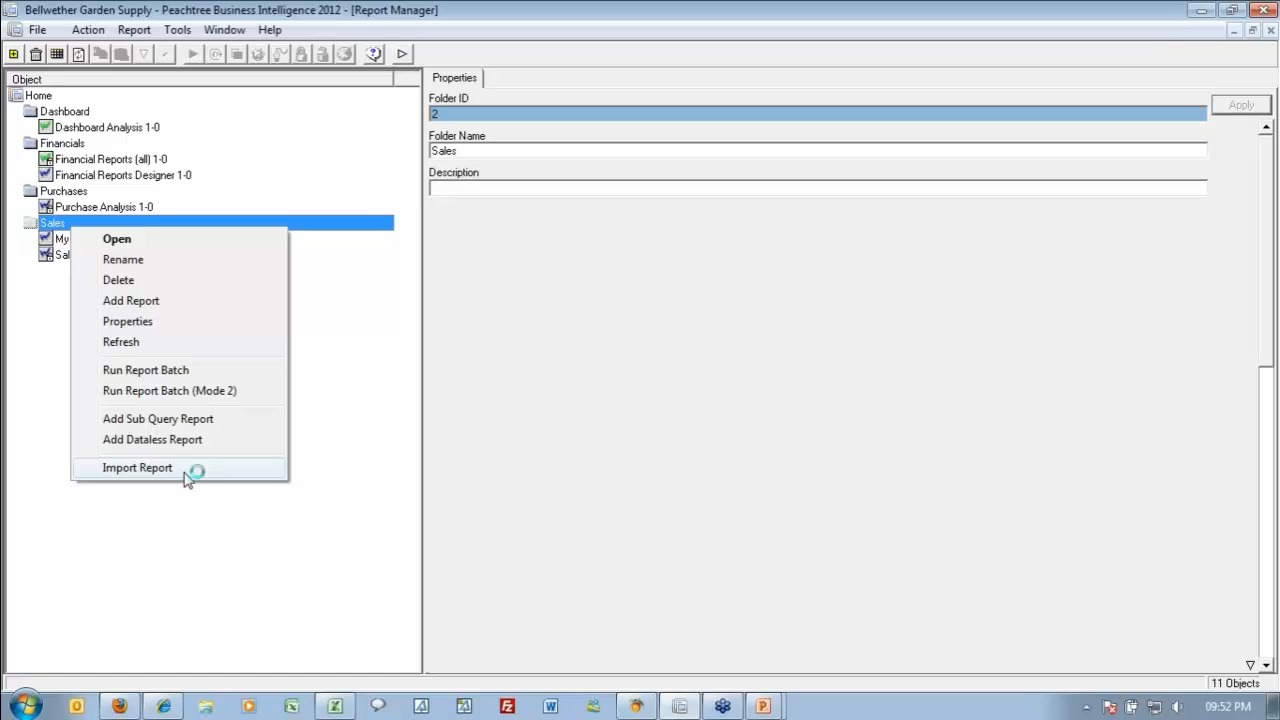 Bellwether Garden Supply - Peachtree Business Intelligence 2012 - [Report Manager]
File Action Report Tools Window Help
Object
Home
Dashboard
Dashboard Analysis 1-0
Financials
Financial Reports (all) 1-0
Financial Reports Designer 1-0
Purchases
Purchase Analysis 1-0
Sales
My
Sal
Open
Rename
Delete
Add Report
Properties
Refresh
Run Report Batch
Run Report Batch (Mode 2)
Add Sub Query Report
Add Dataless Report
Import Report
Properties
Folder ID
2
Apply
Folder Name
Sales
Description
11 Objects
09:52 PM